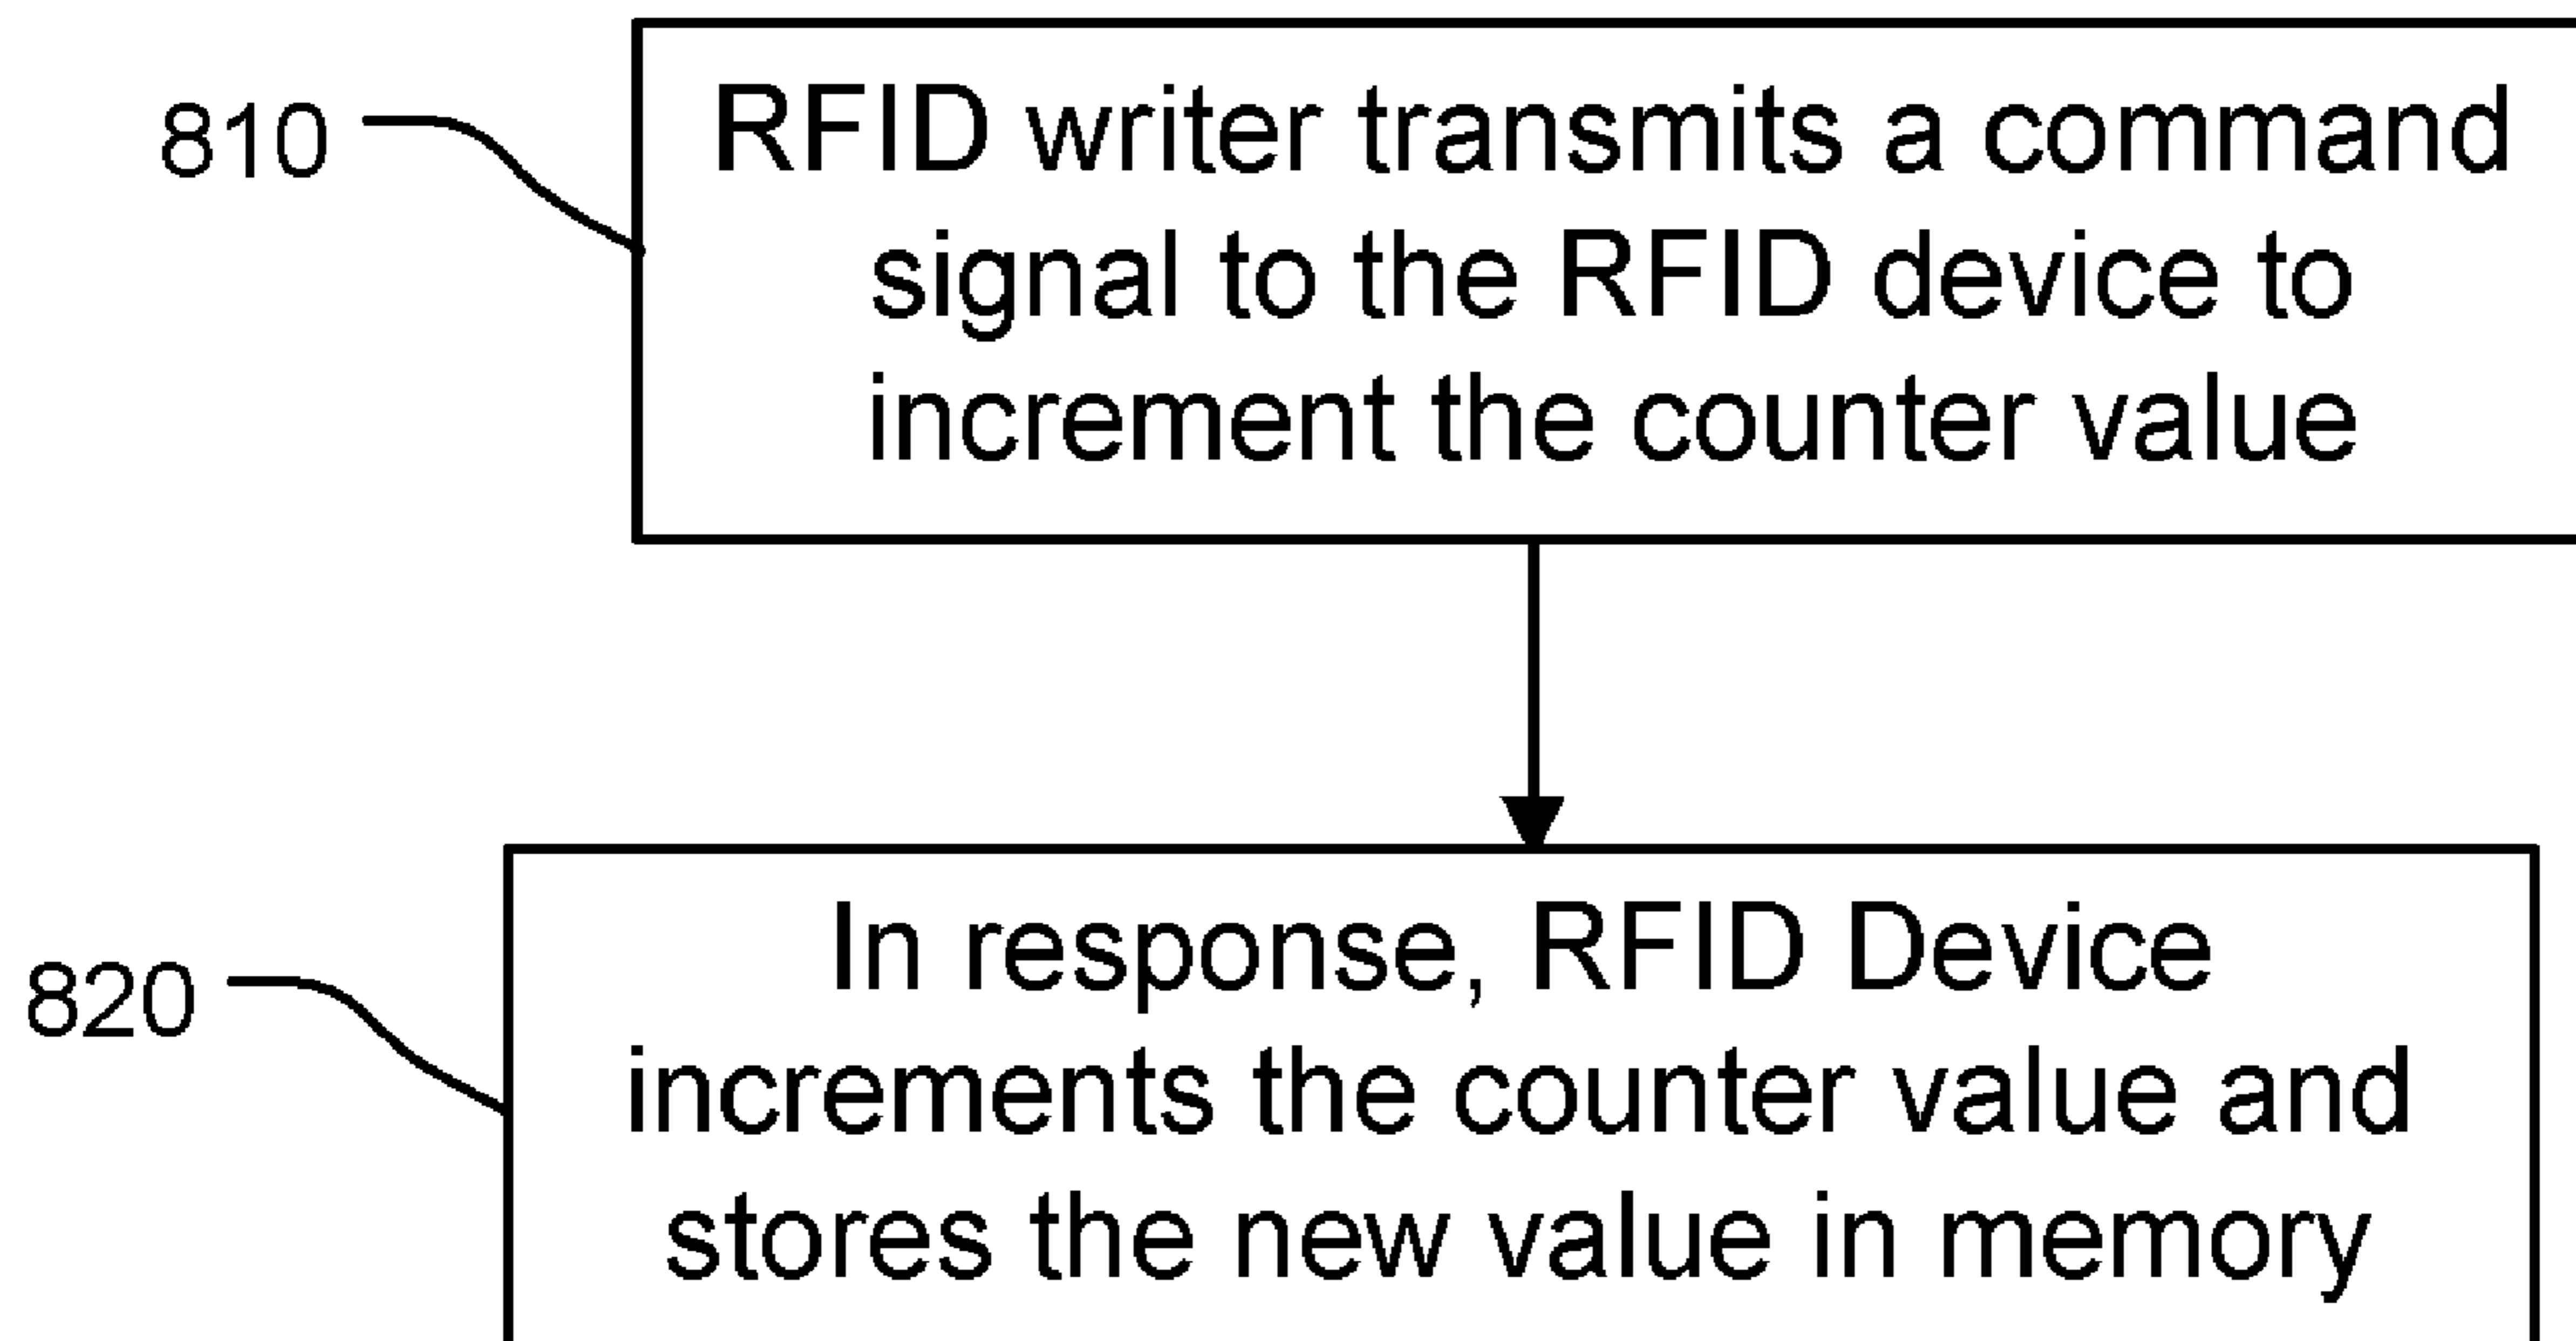 810
RFID writer transmits a command
signal to the RFID device to
increment the counter value
820
In response, RFID Device
increments the counter value and
stores the new value in memory